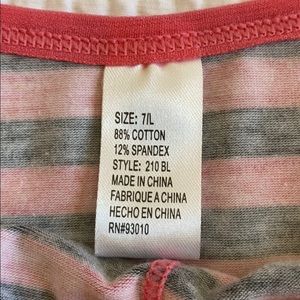 SIZE: 7/L
88% COTTON
12% SPANDEX
STYLE: 210 BL
MADE IN CHINA
FABRIQUE A CHINA
HECHO EN CHINA
RN#93010